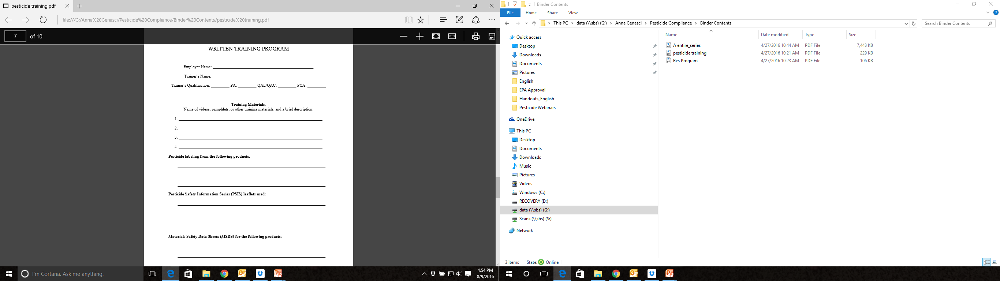 pesticide training.pdf
file:///G:/Anna%20Genasci/Pesticide%20Compliance/Binder%20Contents/pesticide%20training.pdf
7 of 10
WRITTEN TRAINING PROGRAM
Employer Name:
Trainer's Name:
Trainer's Qualification: PA: QAL/QAC: PCA:
Training Materials:
Name of videos, pamphlets, or other training materials, and a brief description:
1.
2.
3.
4.
Pesticide labeling from the following products:
Pesticide Safety Information Series (PSIS) leaflets used:
Materials Safety Data Sheets (MSDS) for the following products:
I'm Cortana. Ask me anything.
4:54 PM
8/9/2016
Binder Contents
File Home Share View
This PC data (\\sbs) (G:) Anna Genasci Pesticide Compliance Binder Contents
Search Binder Contents
Quick access
Desktop
Downloads
Documents
Pictures
English
EPA Approval
Handouts_English
Pesticide Webinars
OneDrive
This PC
Desktop
Documents
Downloads
Music
Pictures
Videos
Windows (C:)
RECOVERY (D:)
data (\\sbs) (G:)
Scans (\\sbs) (S:)
Network
Name Date modified Type Size
A entire_series 4/27/2016 10:44 AM PDF File 7,443 KB
pesticide training 4/27/2016 10:21 AM PDF File 229 KB
Res Program 4/27/2016 10:23 AM PDF File 106 KB
3 items State: Online